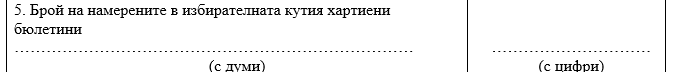 5. Брой на намерените в избирателната кутия хартиени
бюлетини
…………………………………………………………………… ……………………………
(с думи) (с цифри)